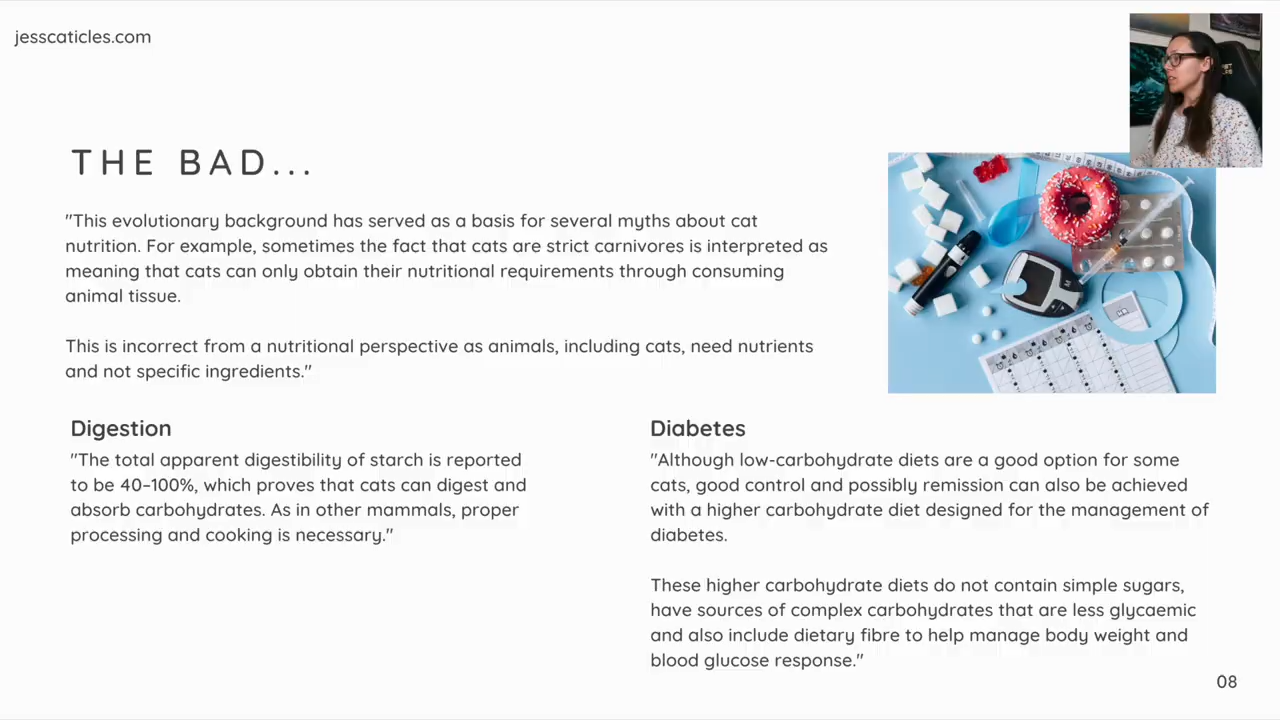 jesscaticles.com
THE BAD...
"This evolutionary background has served as a basis for several myths about cat
nutrition. For example, sometimes the fact that cats are strict carnivores is interpreted as
meaning that cats can only obtain their nutritional requirements through consuming
animal tissue.
This is incorrect from a nutritional perspective as animals, including cats, need nutrients
and not specific ingredients."
Digestion
"The total apparent digestibility of starch is reported
to be 40–100%, which proves that cats can digest and
absorb carbohydrates. As in other mammals, proper
processing and cooking is necessary."
Diabetes
"Although low-carbohydrate diets are a good option for some
cats, good control and possibly remission can also be achieved
with a higher carbohydrate diet designed for the management of
diabetes.
These higher carbohydrate diets do not contain simple sugars,
have sources of complex carbohydrates that are less glycaemic
and also include dietary fibre to help manage body weight and
blood glucose response."
08